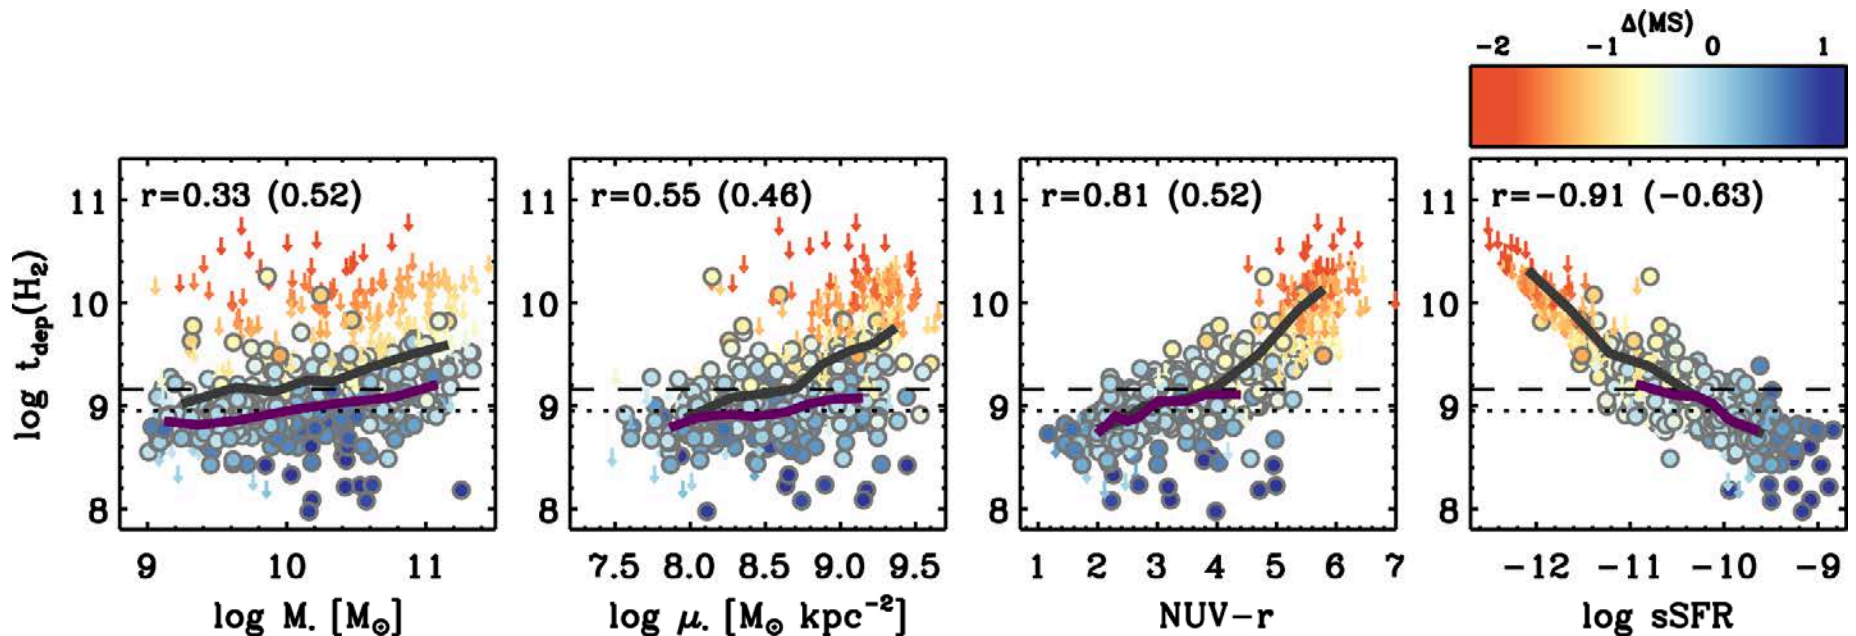 Δ(MS)
-2 -1 0 1
r=0.33 (0.52)
r=0.55 (0.46)
r=0.81 (0.52)
r=-0.91 (-0.63)
log t_dep(H₂)
11
10
9
8
11
10
9
8
11
10
9
8
11
10
9
8
9 10 11
7.5 8.0 8.5 9.0 9.5
1 2 3 4 5 6 7
-12 -11 -10 -9
log M. [M⊙]
log μ. [M⊙ kpc⁻²]
NUV-r
log sSFR